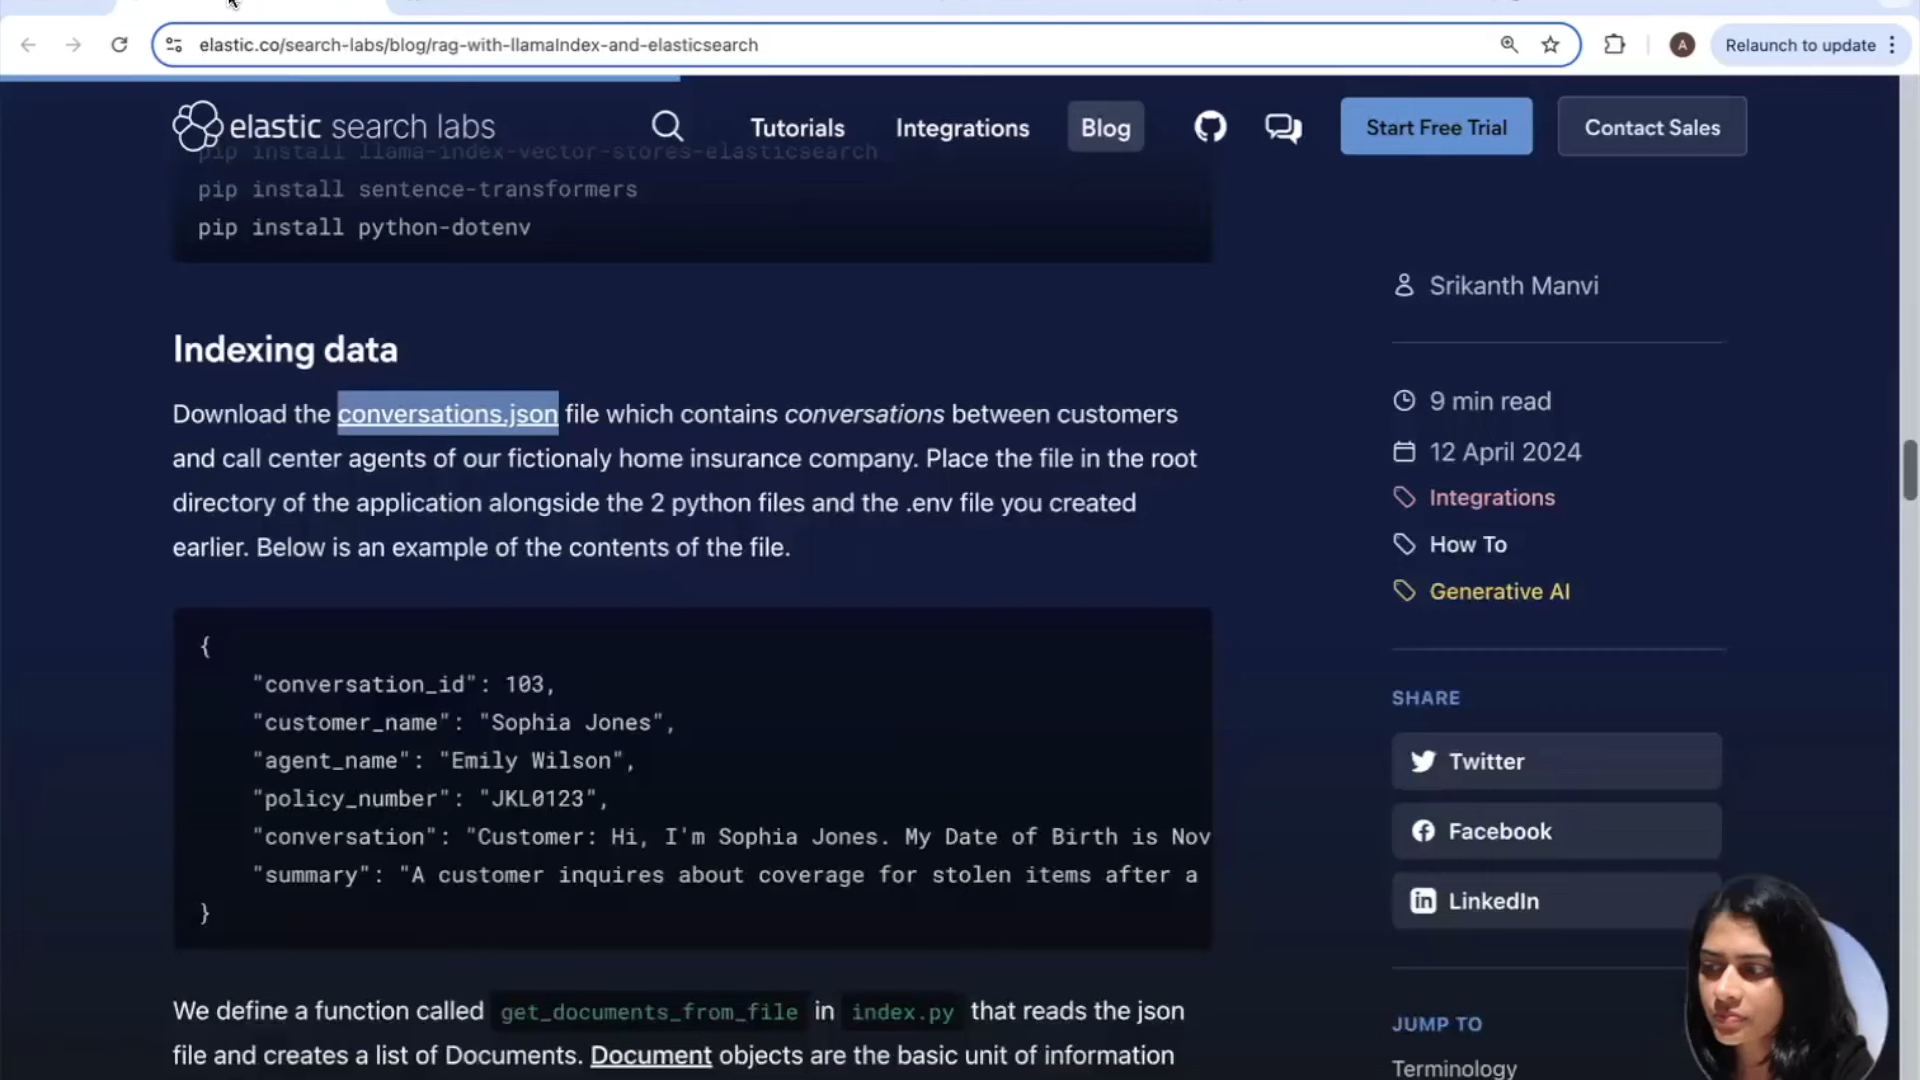 elastic.co/search-labs/blog/rag-with-llamaIndex-and-elasticsearch
A
Relaunch to update
elastic search labs
Tutorials
Integrations
Blog
Start Free Trial
Contact Sales
pip install llama-index-vector-stores-elasticsearch
pip install sentence-transformers
pip install python-dotenv
Srikanth Manvi
Indexing data
9 min read
Download the conversations.json file which contains conversations between customers
and call center agents of our fictionaly home insurance company. Place the file in the root
directory of the application alongside the 2 python files and the .env file you created
earlier. Below is an example of the contents of the file.
12 April 2024
Integrations
How To
Generative AI
{
"conversation_id": 103,
"customer_name": "Sophia Jones",
"agent_name": "Emily Wilson",
"policy_number": "JKL0123",
"conversation": "Customer: Hi, I'm Sophia Jones. My Date of Birth is Nov
"summary": "A customer inquires about coverage for stolen items after a
}
SHARE
Twitter
Facebook
LinkedIn
We define a function called get_documents_from_file in index.py that reads the json
file and creates a list of Documents. Document objects are the basic unit of information
JUMP TO
Terminology